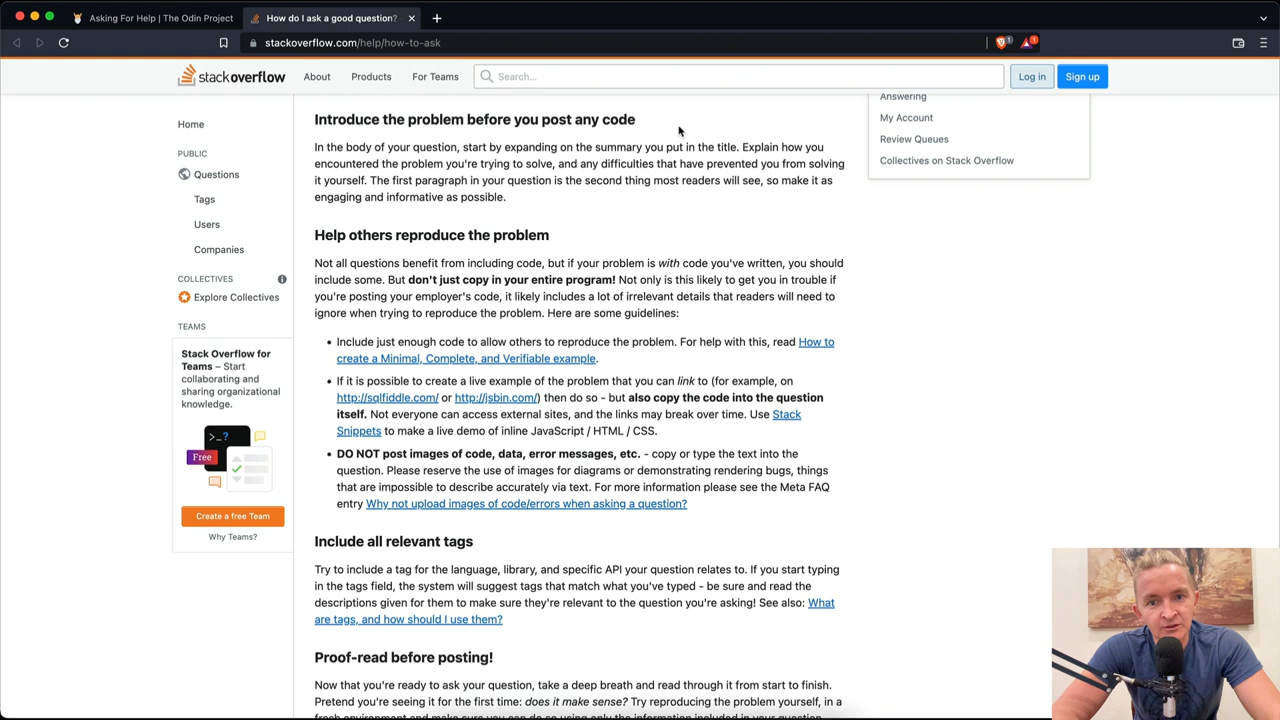 Asking For Help | The Odin Project
How do I ask a good question?
stackoverflow.com/help/how-to-ask
1
1
stackoverflow
About
Products
For Teams
Search...
Log in
Sign up
Home
PUBLIC
Questions
Tags
Users
Companies
COLLECTIVES
Explore Collectives
TEAMS
Stack Overflow for
Teams – Start
collaborating and
sharing organizational
knowledge.
>_?
Free
Create a free Team
Why Teams?
Introduce the problem before you post any code
In the body of your question, start by expanding on the summary you put in the title. Explain how you
encountered the problem you're trying to solve, and any difficulties that have prevented you from solving
it yourself. The first paragraph in your question is the second thing most readers will see, so make it as
engaging and informative as possible.
Help others reproduce the problem
Not all questions benefit from including code, but if your problem is with code you've written, you should
include some. But don't just copy in your entire program! Not only is this likely to get you in trouble if
you're posting your employer's code, it likely includes a lot of irrelevant details that readers will need to
ignore when trying to reproduce the problem. Here are some guidelines:
• Include just enough code to allow others to reproduce the problem. For help with this, read How to
create a Minimal, Complete, and Verifiable example.
• If it is possible to create a live example of the problem that you can link to (for example, on
http://sqlfiddle.com/ or http://jsbin.com/) then do so - but also copy the code into the question
itself. Not everyone can access external sites, and the links may break over time. Use Stack
Snippets to make a live demo of inline JavaScript / HTML / CSS.
• DO NOT post images of code, data, error messages, etc. - copy or type the text into the
question. Please reserve the use of images for diagrams or demonstrating rendering bugs, things
that are impossible to describe accurately via text. For more information please see the Meta FAQ
entry Why not upload images of code/errors when asking a question?
Include all relevant tags
Try to include a tag for the language, library, and specific API your question relates to. If you start typing
in the tags field, the system will suggest tags that match what you've typed - be sure and read the
descriptions given for them to make sure they're relevant to the question you're asking! See also: What
are tags, and how should I use them?
Proof-read before posting!
Now that you're ready to ask your question, take a deep breath and read through it from start to finish.
Pretend you're seeing it for the first time: does it make sense? Try reproducing the problem yourself, in a
fresh environment and make sure you can do so using only the information included in your question.
Answering
My Account
Review Queues
Collectives on Stack Overflow